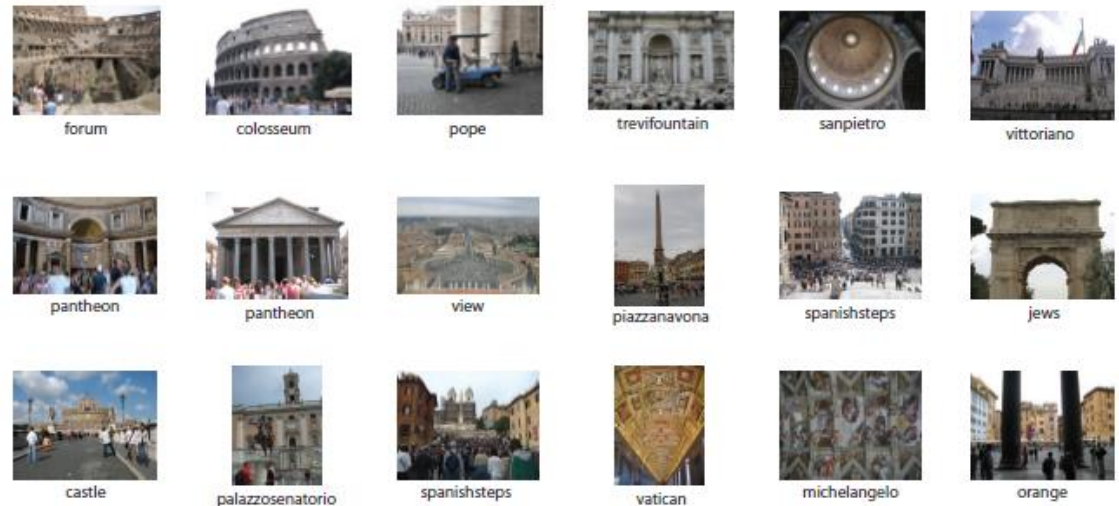 forum
colosseum
pope
trevifountain
sanpietro
vittoriano
pantheon
pantheon
view
piazzanavona
spanishsteps
jews
castle
palazzosenatorio
spanishsteps
vatican
michelangelo
orange